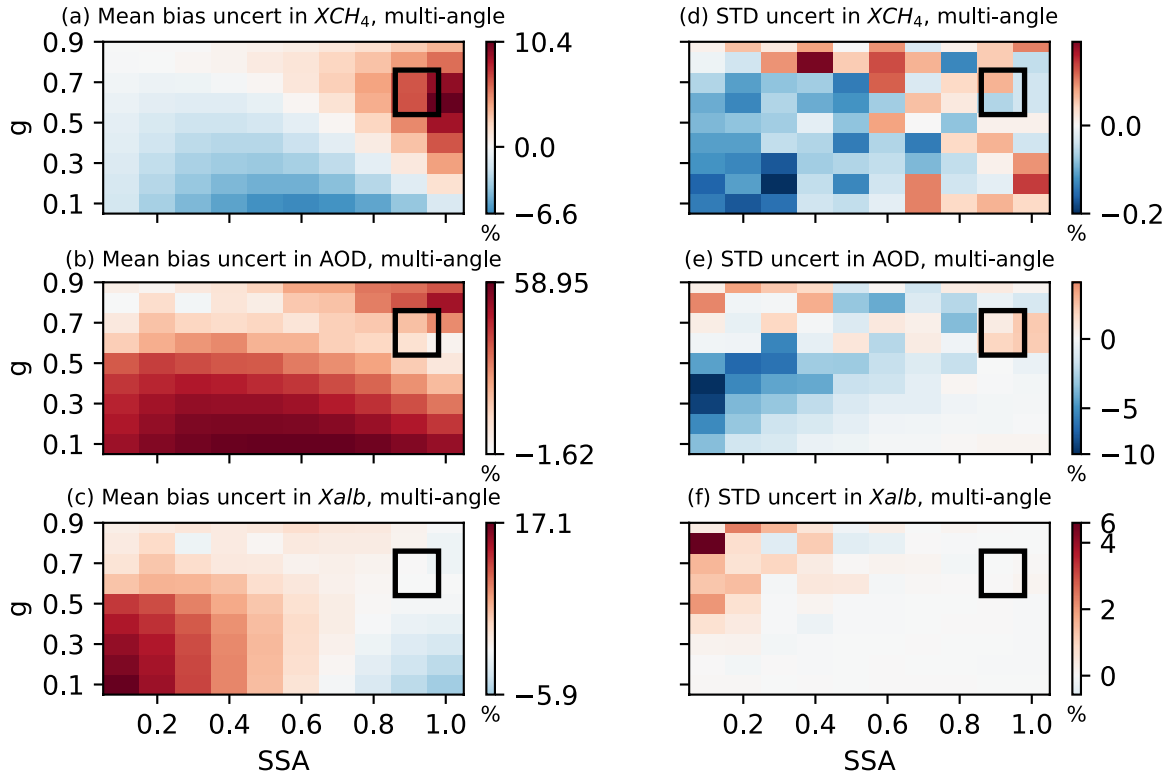 (a) Mean bias uncert in XCH₄, multi-angle
0.9
0.7
0.5
0.3
0.1
g
10.4
0.0
−6.6
%
(d) STD uncert in XCH₄, multi-angle
0.0
−0.2
%
(b) Mean bias uncert in AOD, multi-angle
0.9
0.7
0.5
0.3
0.1
g
58.95
−1.62
%
(e) STD uncert in AOD, multi-angle
0
−5
−10
%
(c) Mean bias uncert in Xalb, multi-angle
0.9
0.7
0.5
0.3
0.1
g
17.1
−5.9
%
0.2 0.4 0.6 0.8 1.0
SSA
(f) STD uncert in Xalb, multi-angle
6
4
2
0
%
0.2 0.4 0.6 0.8 1.0
SSA